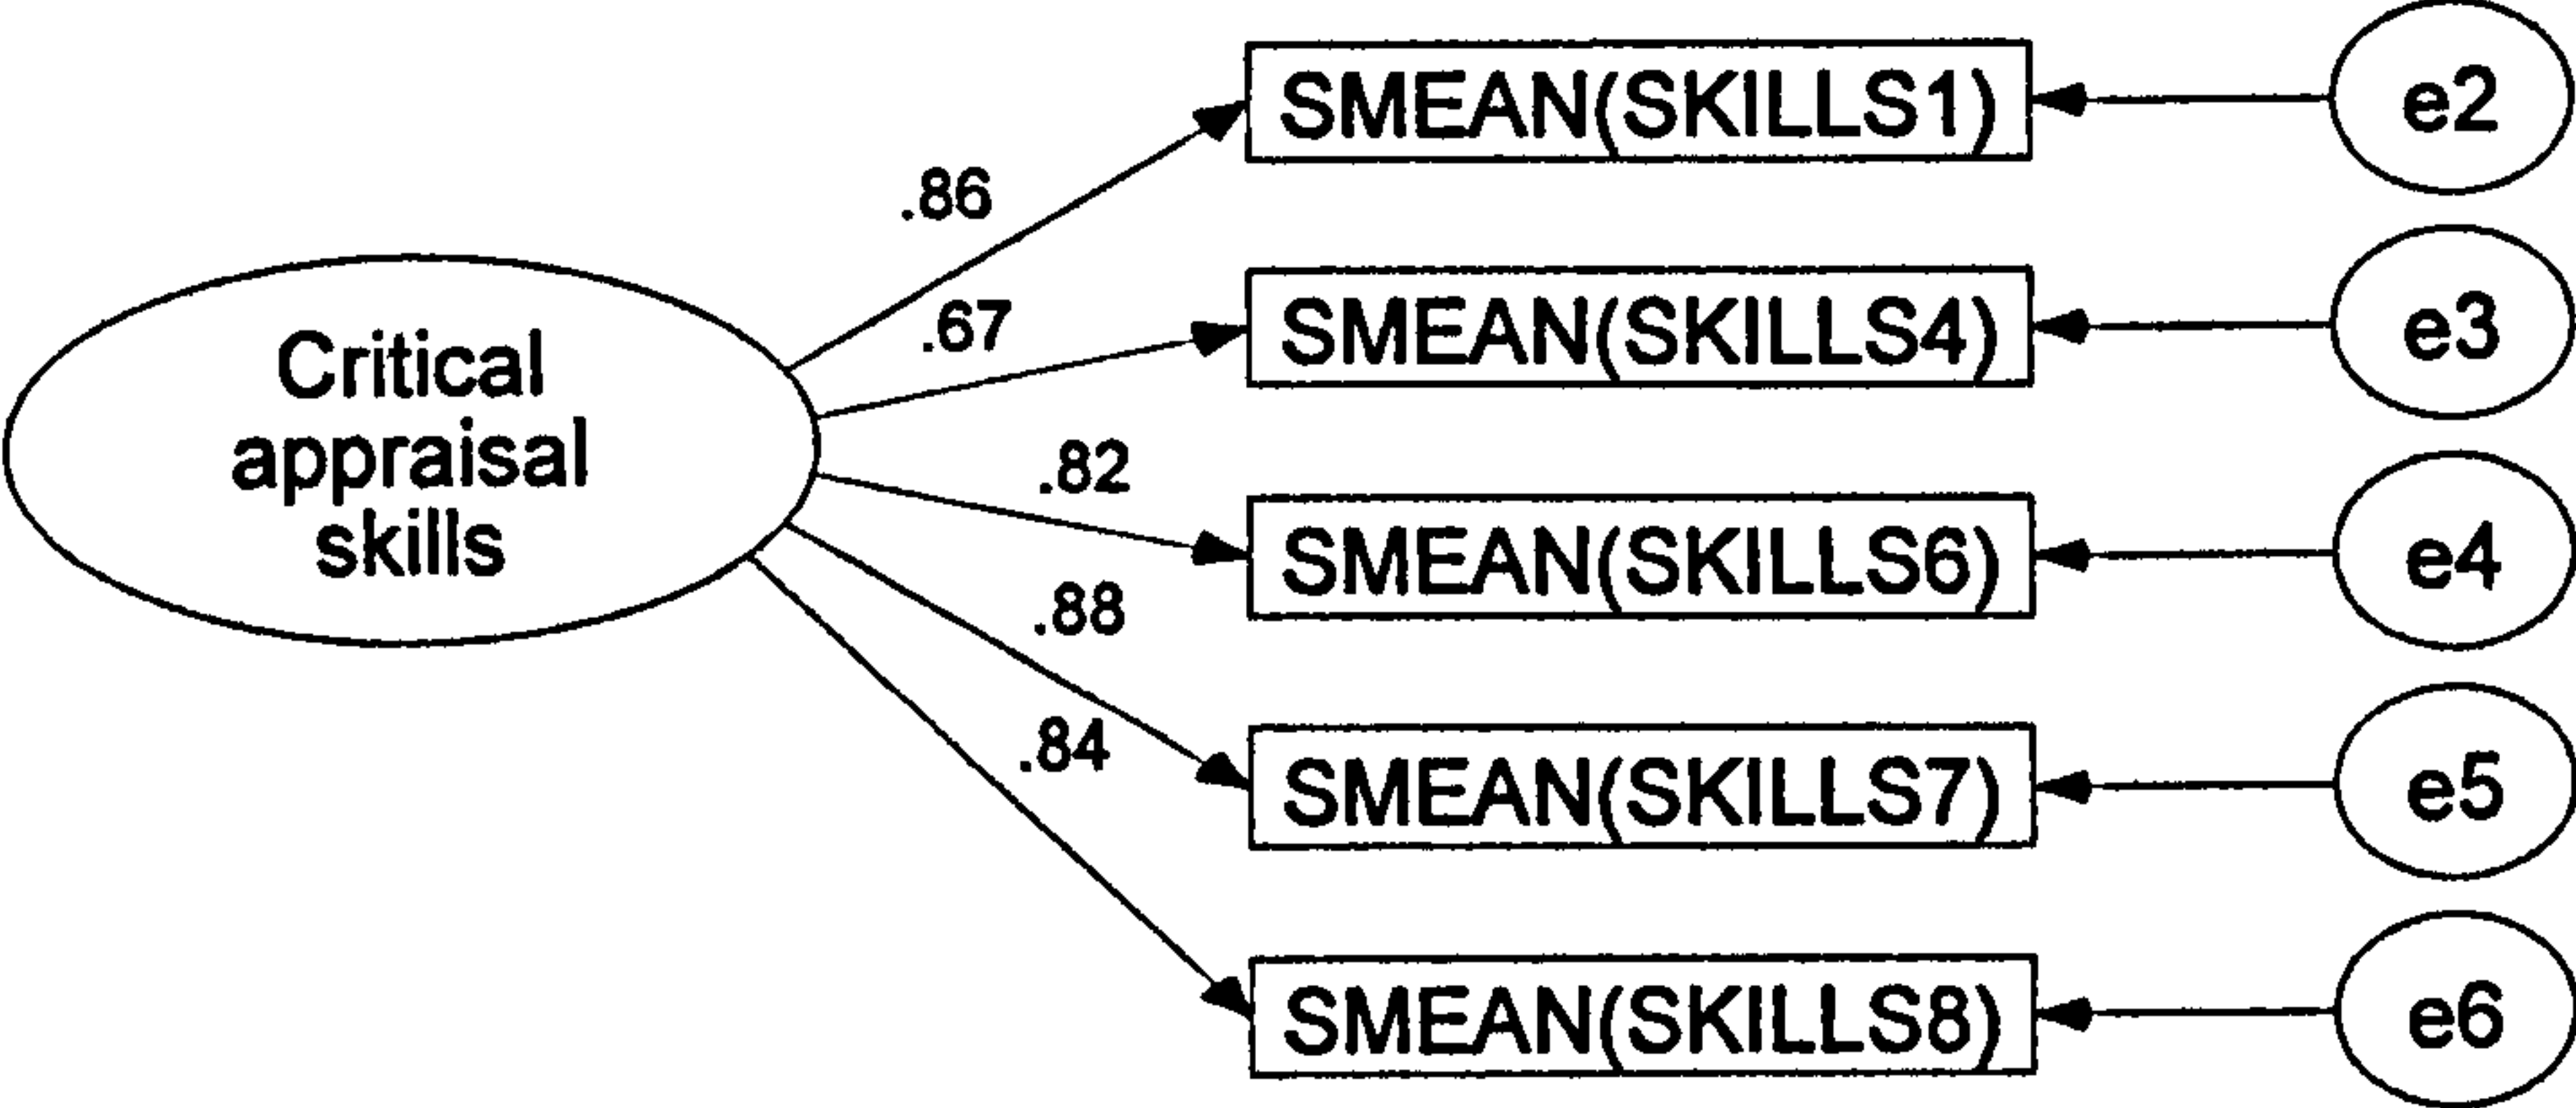 SMEAN(SKILLS1)
e2
.86
SMEAN(SKILLS4)
e3
.67
Critical
appraisal
skills
.82
SMEAN(SKILLS6)
e4
.88
SMEAN(SKILLS7)
e5
.84
SMEAN(SKILLS8)
e6